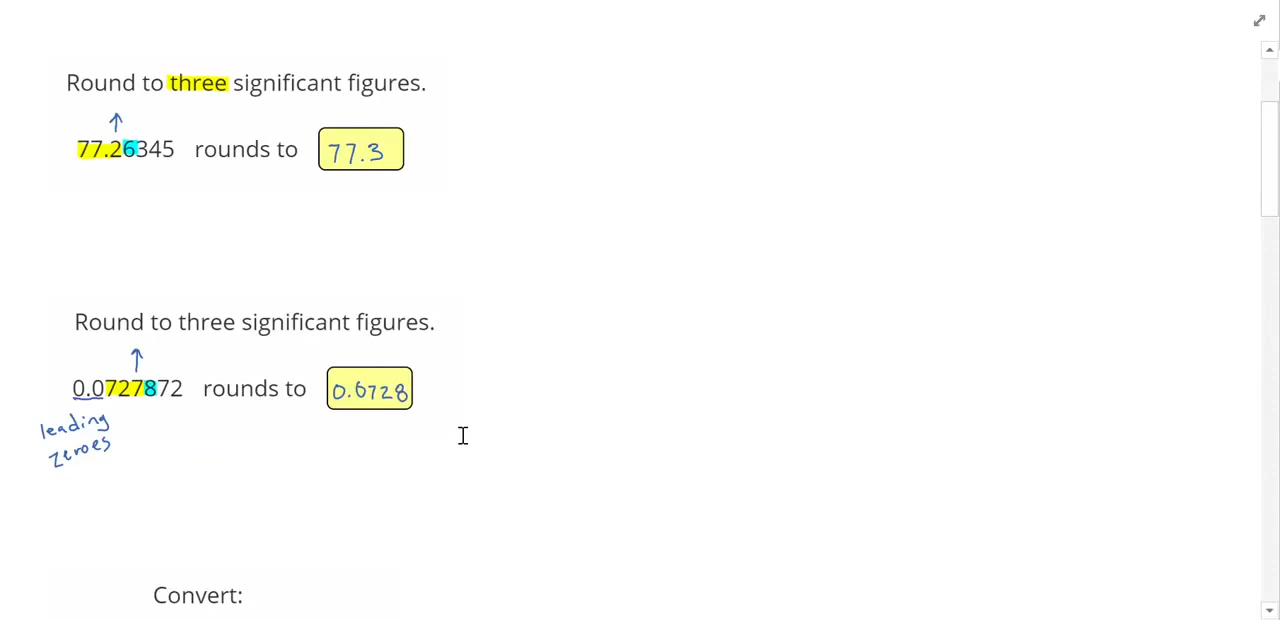 Round to three significant figures.
77.26345 rounds to 77.3
Round to three significant figures.
0.0727872 rounds to 0.0728
leading
zeroes
Convert: